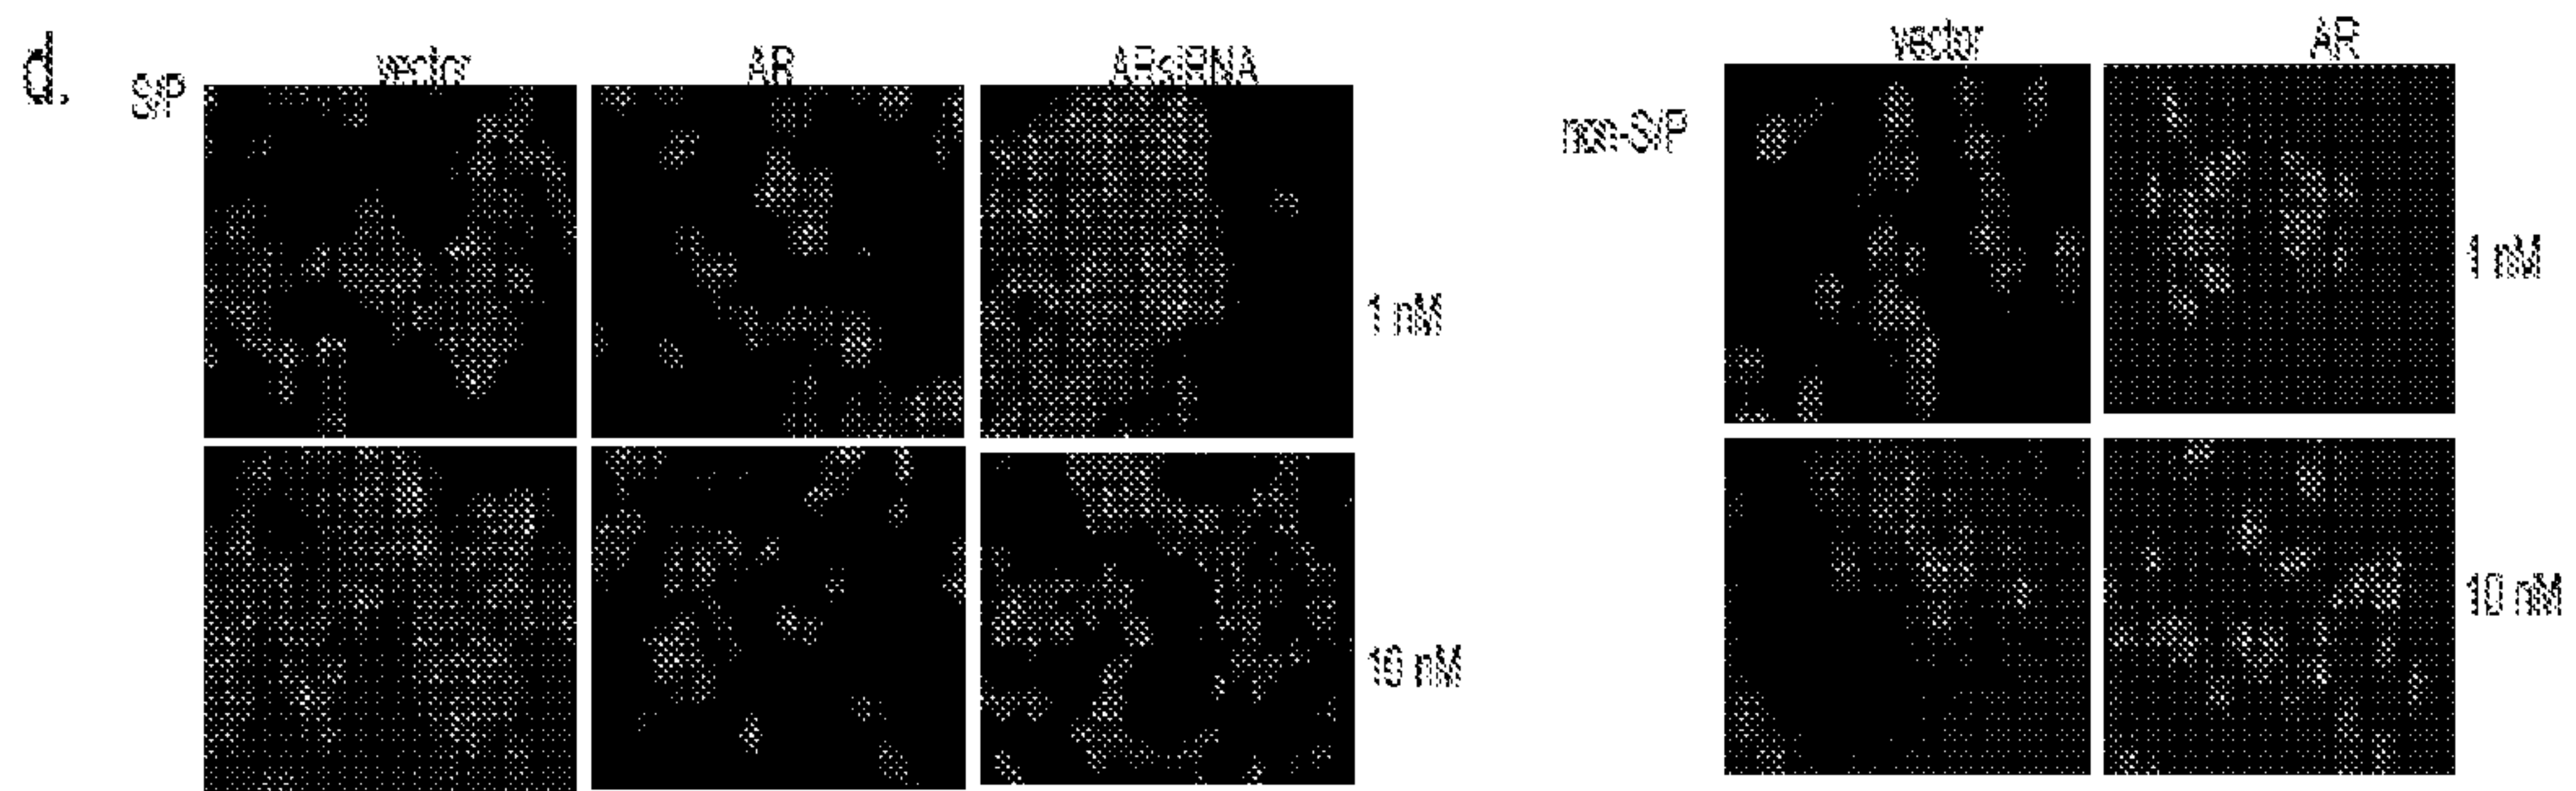 d.
S/P
vector
AR
ARsiRNA
1 nM
10 nM
non-S/P
vector
AR
1 nM
10 nM